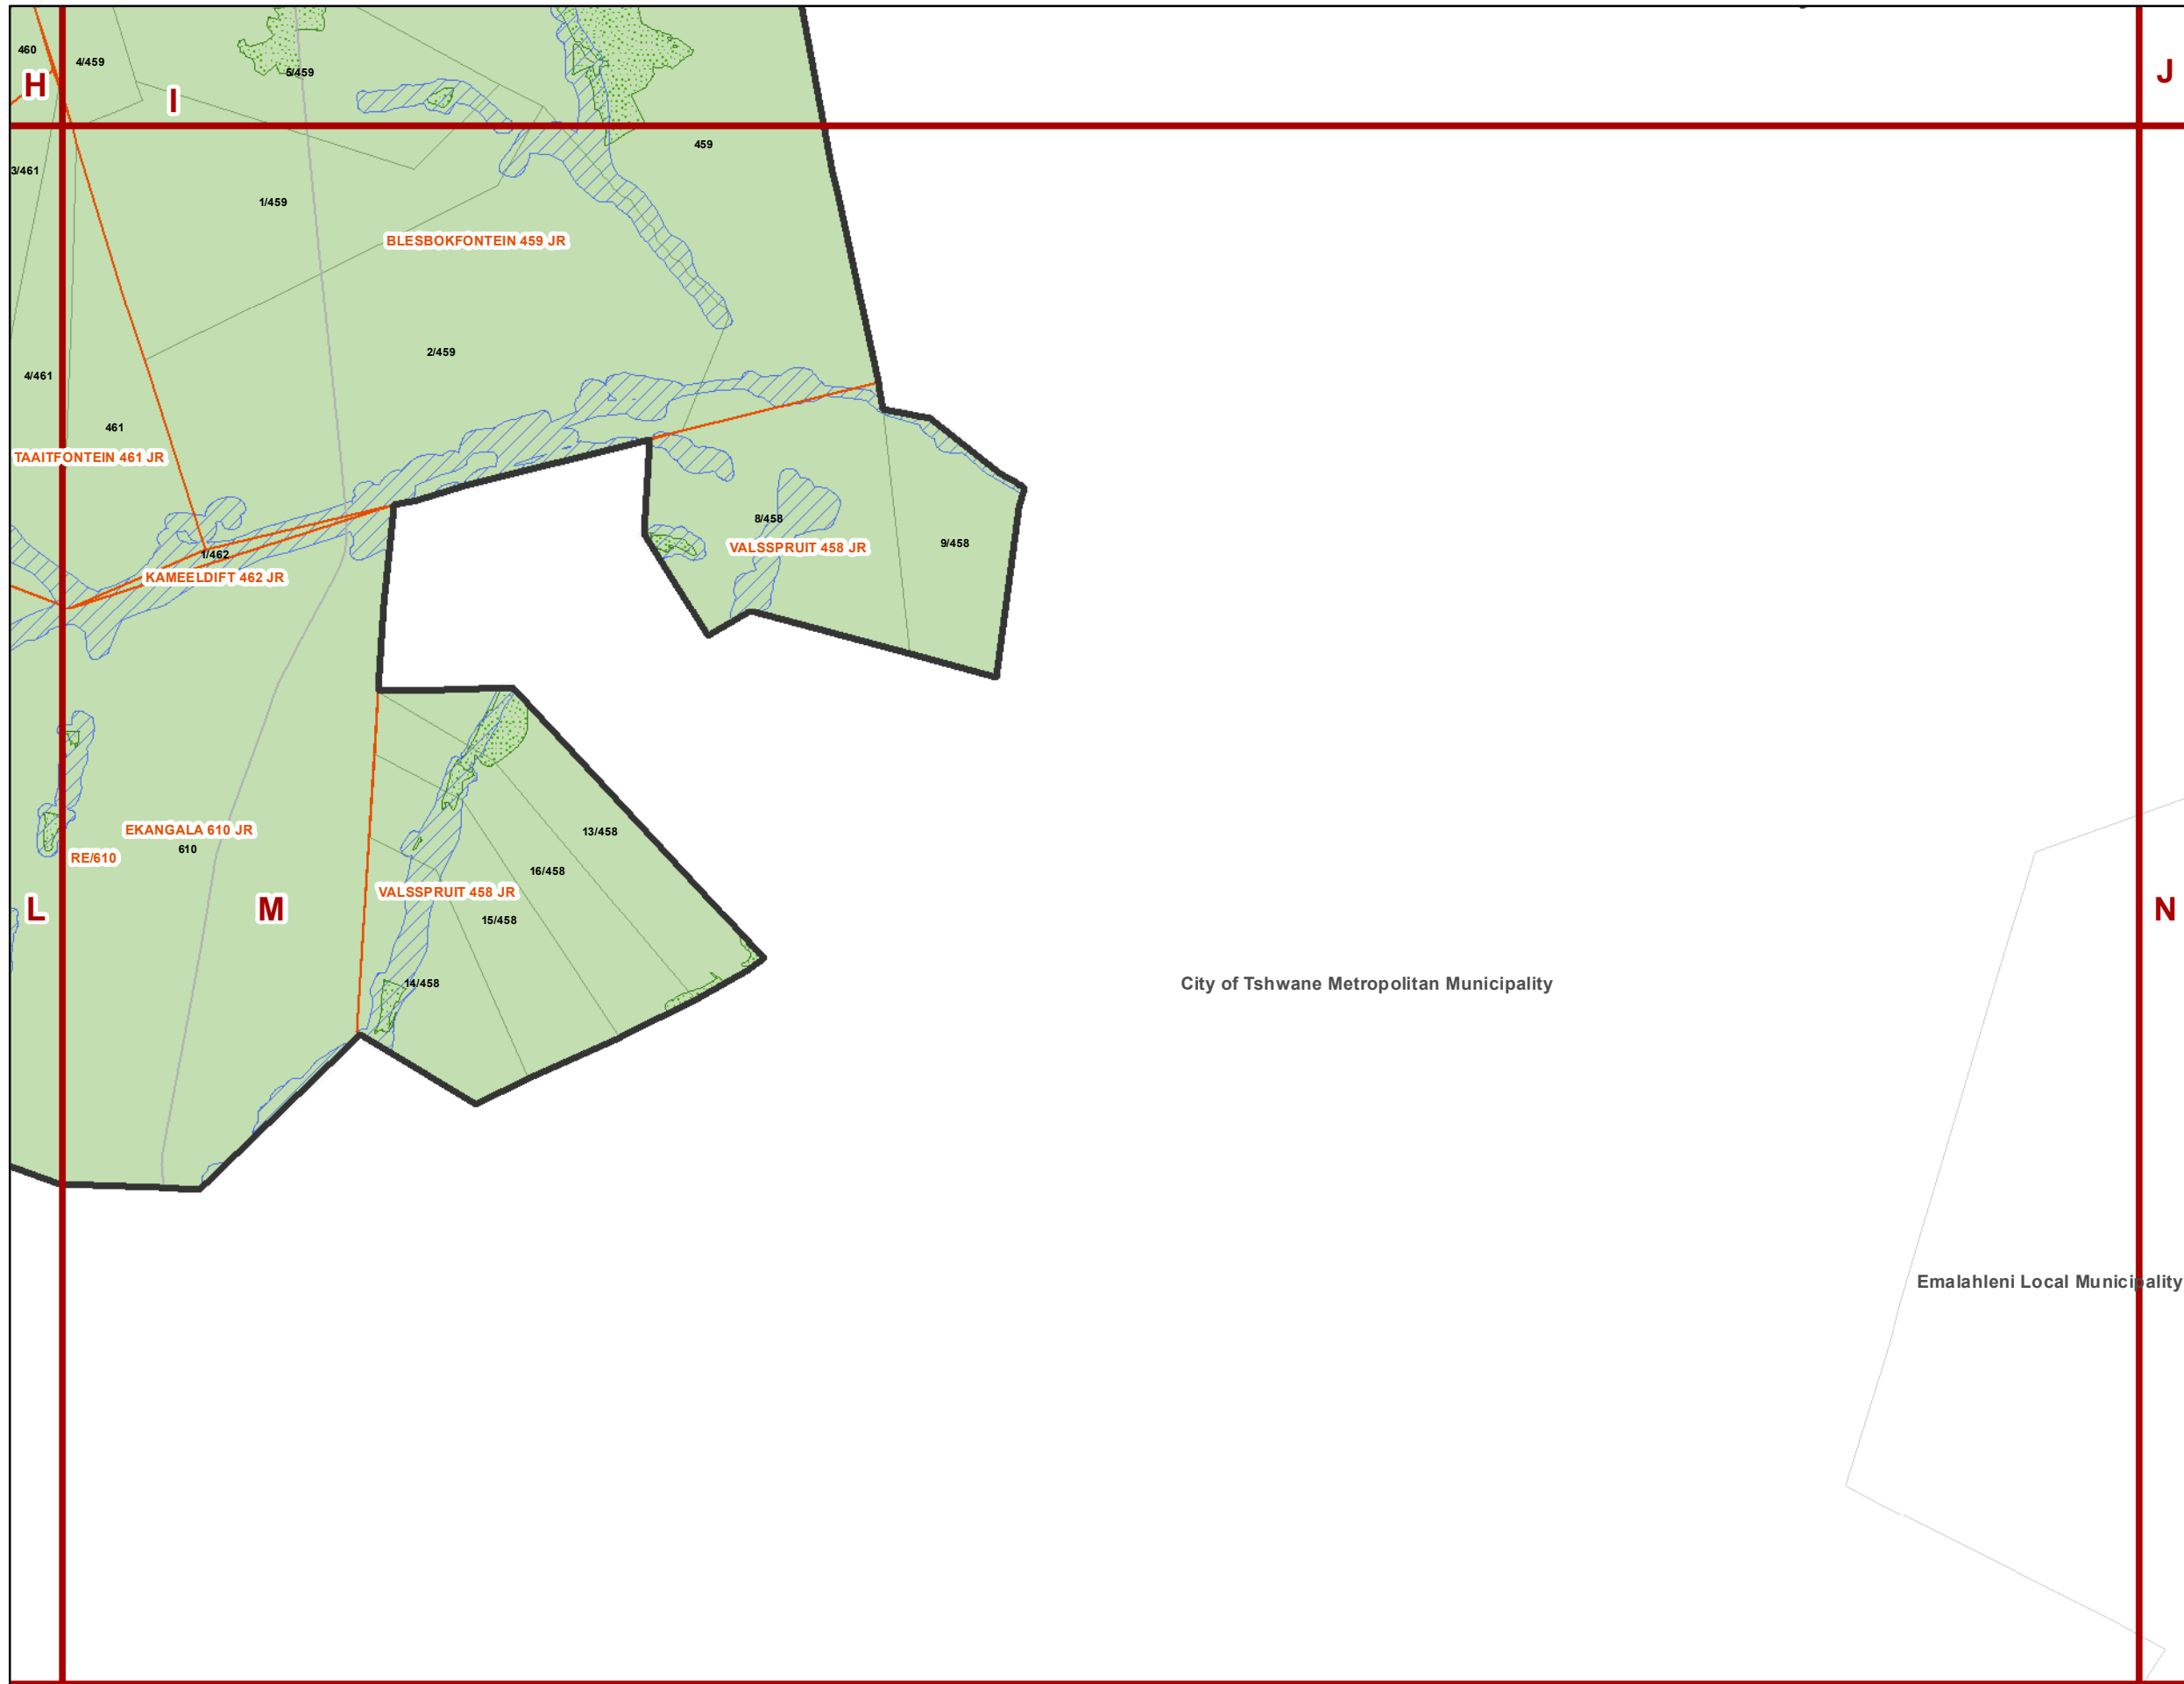 460
4/459
5/459
H
I
J
459
3/461
1/459
BLESBOKFONTEIN 459 JR
2/459
4/461
461
TAAITFONTEIN 461 JR
8/458
VALSSPRUIT 458 JR
9/458
1/462
KAMEELDIFT 462 JR
EKANGALA 610 JR
610
RE/610
13/458
16/458
VALSSPRUIT 458 JR
15/458
L
M
N
14/458
City of Tshwane Metropolitan Municipality
Emalahleni Local Municipality